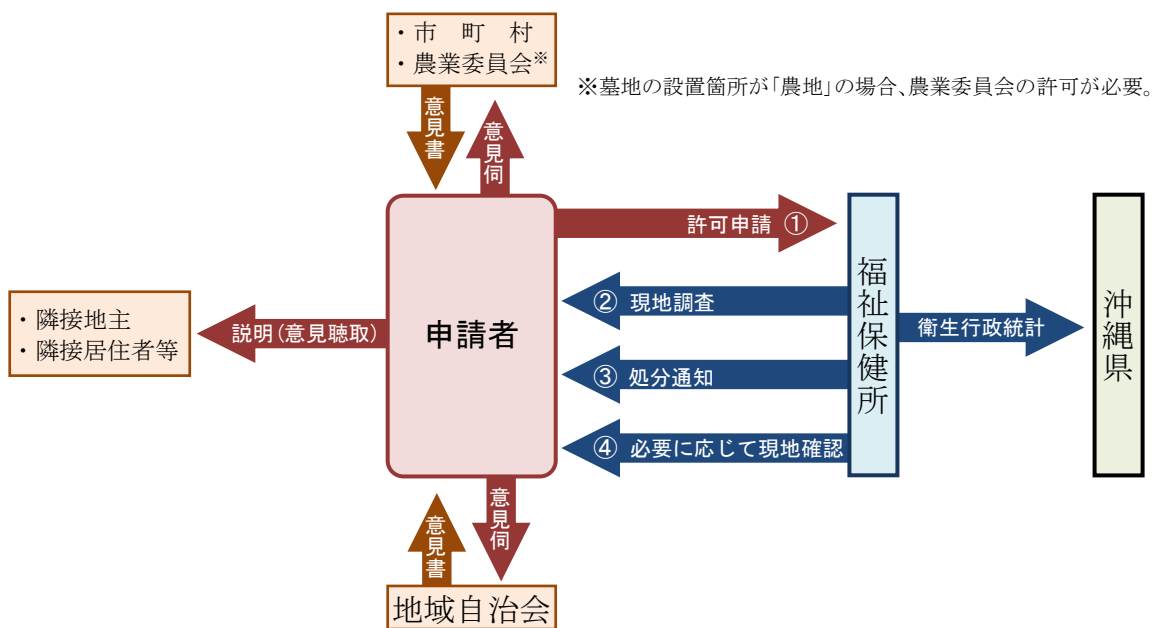 ・市　町　村
・農業委員会※
※墓地の設置箇所が「農地」の場合、農業委員会の許可が必要。
意見書
意見伺
許可申請 ①
・隣接地主
・隣接居住者等
説明(意見聴取)
申請者
② 現地調査
③ 処分通知
④ 必要に応じて現地確認
福祉保健所
衛生行政統計
沖縄県
意見書
意見伺
地域自治会